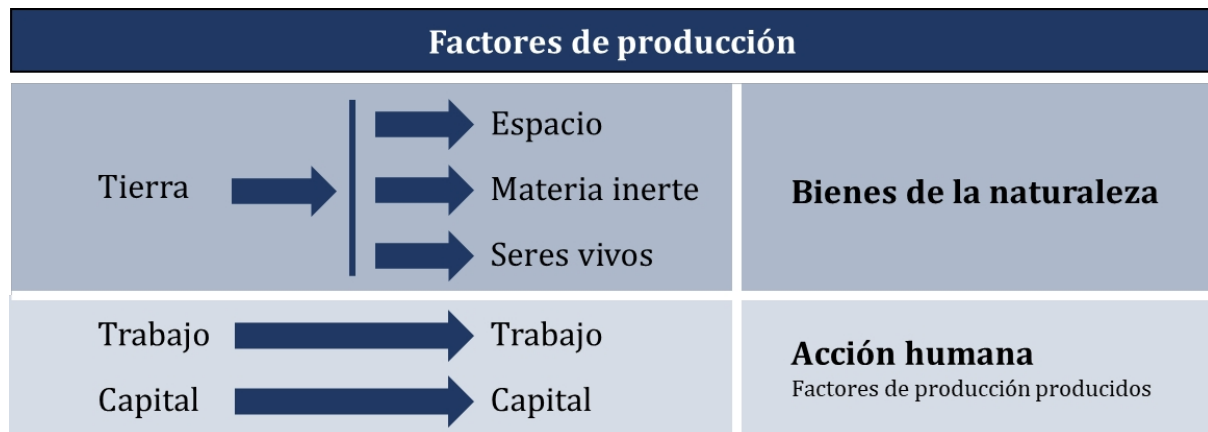 Factores de producción
Tierra
Espacio
Materia inerte
Seres vivos
Bienes de la naturaleza
Trabajo
Trabajo
Capital
Capital
Acción humana
Factores de producción producidos